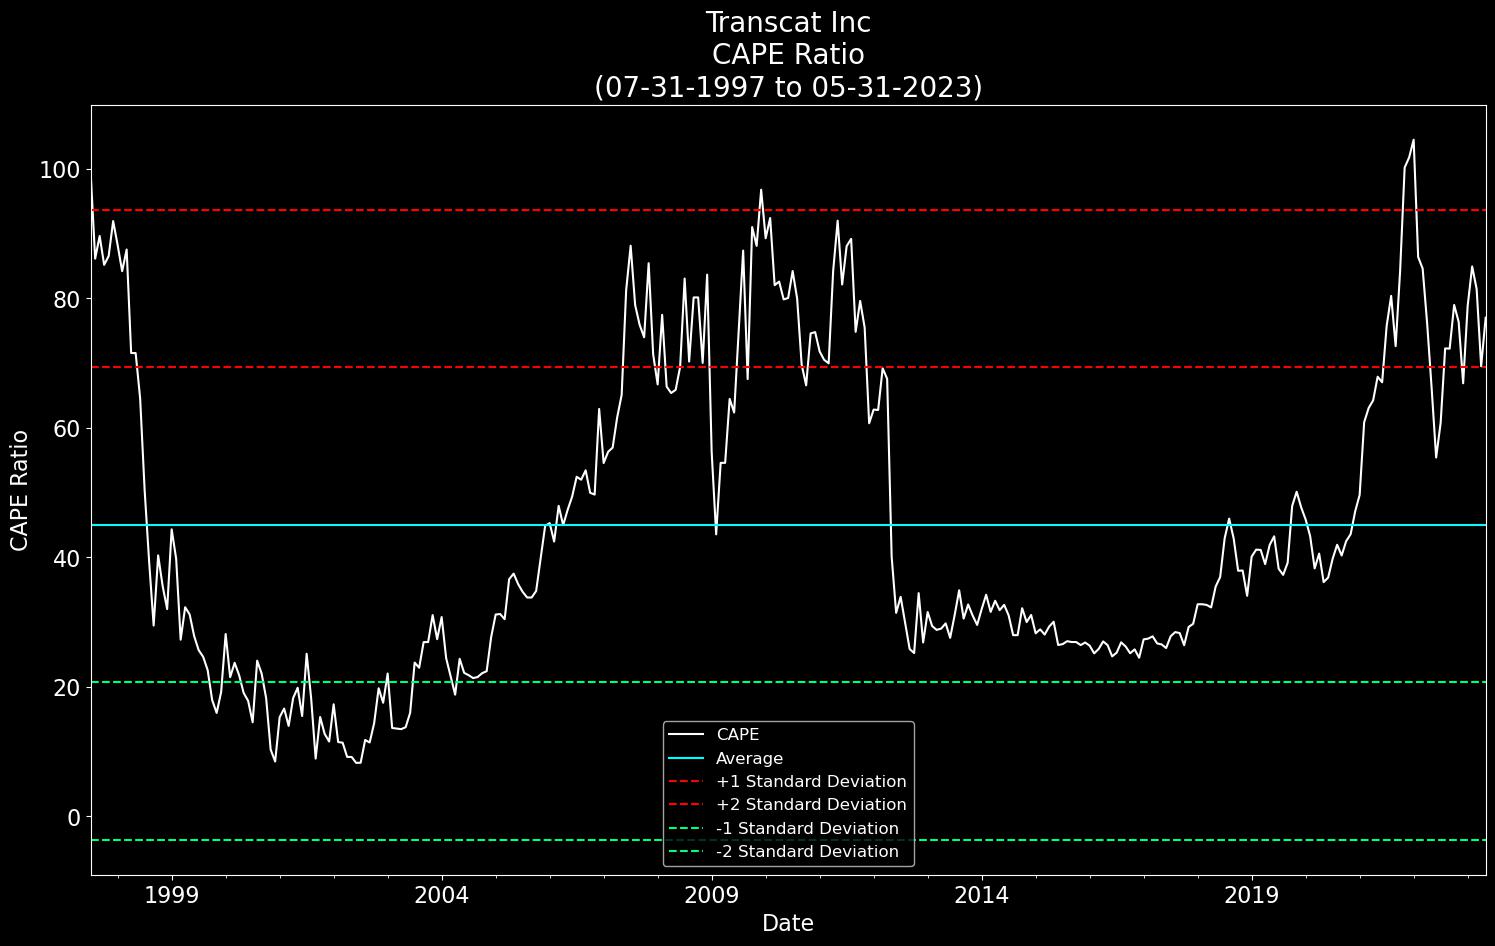 Transcat Inc
CAPE Ratio
(07-31-1997 to 05-31-2023)
CAPE Ratio
100
80
60
40
20
0
CAPE
Average
+1 Standard Deviation
+2 Standard Deviation
-1 Standard Deviation
-2 Standard Deviation
1999
2004
2009
2014
2019
Date